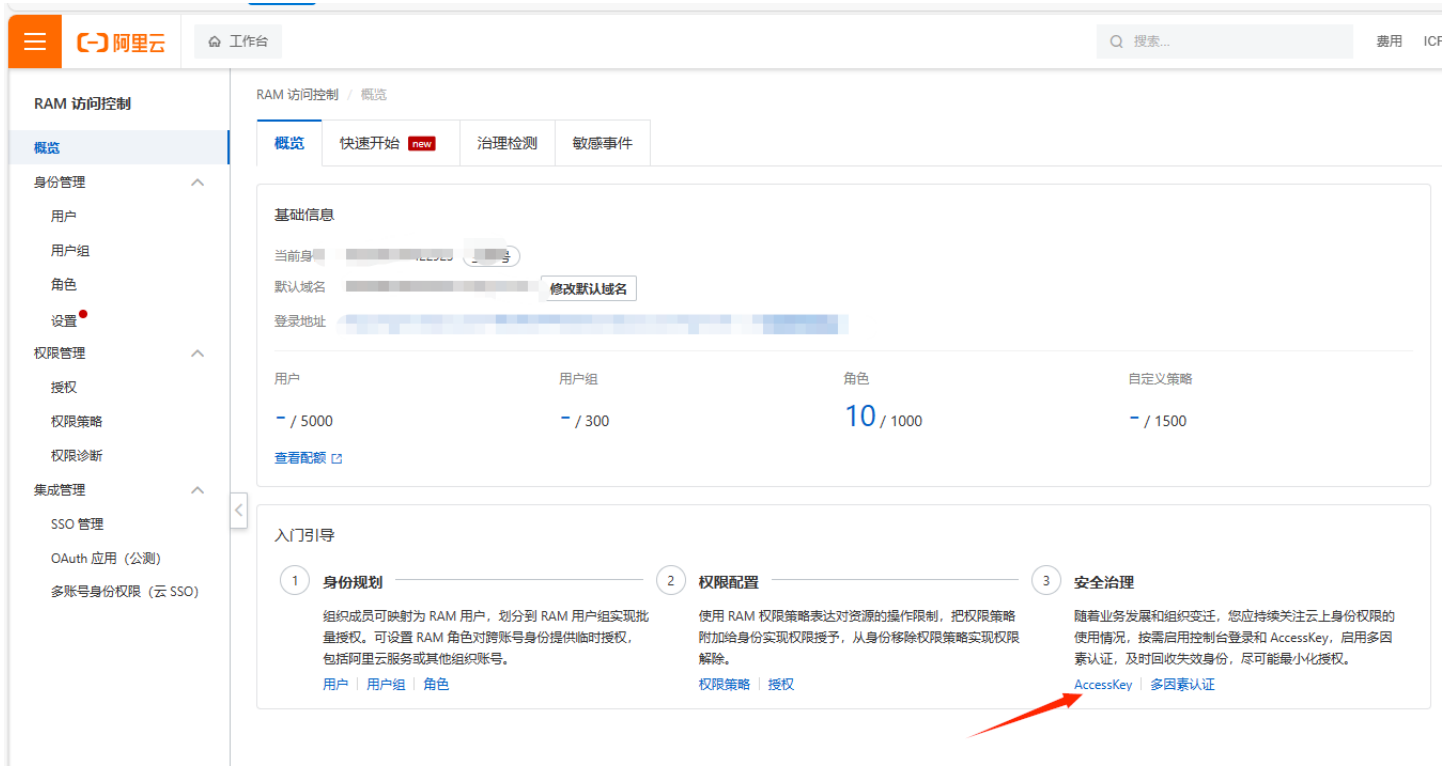 阿里云
工作台
搜索...
费用
RAM 访问控制
概览
身份管理
用户
用户组
角色
设置
权限管理
授权
权限策略
权限诊断
集成管理
SSO 管理
OAuth 应用（公测）
多账号身份权限（云 SSO）
RAM 访问控制 / 概览
概览 快速开始 new 治理检测 敏感事件
基础信息
当前身 号
默认域名 修改默认域名
登录地址
用户 用户组 角色 自定义策略
- / 5000 - / 300 10 / 1000 - / 1500
查看配额
入门引导
1 身份规划
组织成员可映射为 RAM 用户，划分到 RAM 用户组实现批
量授权。可设置 RAM 角色对跨账号身份提供临时授权，
包括阿里云服务或其他组织账号。
用户 | 用户组 | 角色
2 权限配置
使用 RAM 权限策略表达对资源的操作限制，把权限策略
附加给身份实现权限授予，从身份移除权限策略实现权限
解除。
权限策略 | 授权
3 安全治理
随着业务发展和组织变迁，您应持续关注云上身份权限的
使用情况，按需启用控制台登录和 AccessKey，启用多因
素认证，及时回收失效身份，尽可能最小化授权。
AccessKey | 多因素认证